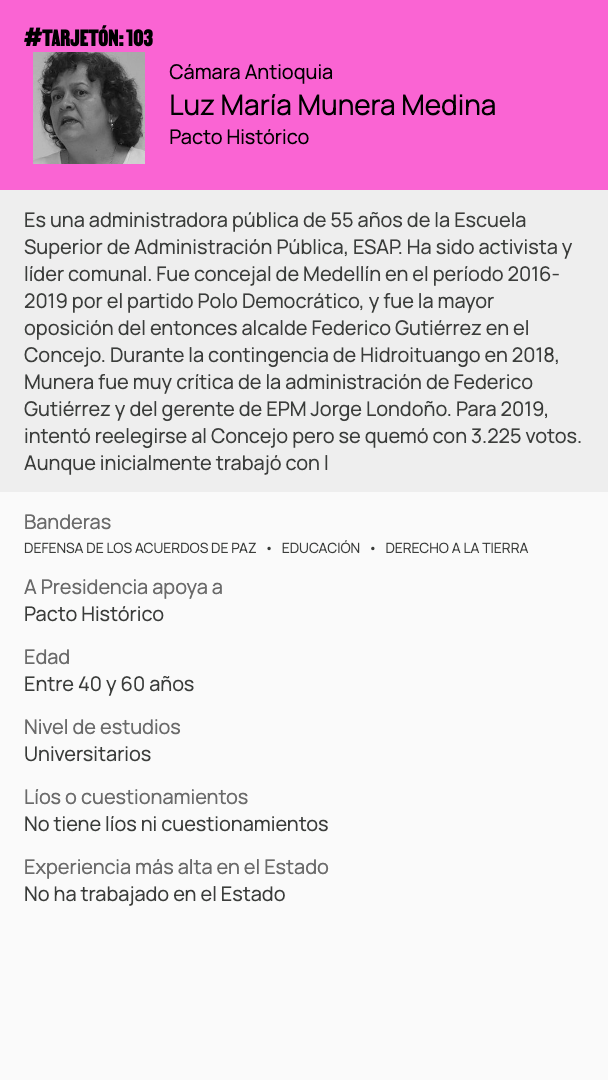 #TARJETÓN: 103
Cámara Antioquia
Luz María Munera Medina
Pacto Histórico
Es una administradora pública de 55 años de la Escuela
Superior de Administración Pública, ESAP. Ha sido activista y
líder comunal. Fue concejal de Medellín en el período 2016-
2019 por el partido Polo Democrático, y fue la mayor
oposición del entonces alcalde Federico Gutiérrez en el
Concejo. Durante la contingencia de Hidroituango en 2018,
Munera fue muy crítica de la administración de Federico
Gutiérrez y del gerente de EPM Jorge Londoño. Para 2019,
intentó reelegirse al Concejo pero se quemó con 3.225 votos.
Aunque inicialmente trabajó con l
Banderas
DEFENSA DE LOS ACUERDOS DE PAZ • EDUCACIÓN • DERECHO A LA TIERRA
A Presidencia apoya a
Pacto Histórico
Edad
Entre 40 y 60 años
Nivel de estudios
Universitarios
Líos o cuestionamientos
No tiene líos ni cuestionamientos
Experiencia más alta en el Estado
No ha trabajado en el Estado